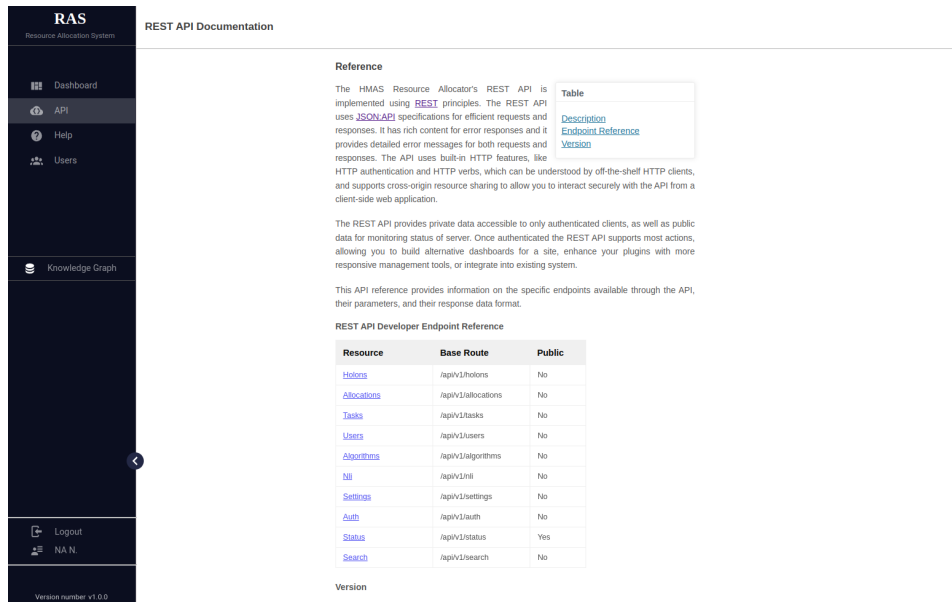 RAS
Resource Allocation System
Dashboard
API
Help
Users
Knowledge Graph
Logout
NA N.
Version number v1.0.0
REST API Documentation
Reference
The HMAS Resource Allocator's REST API is
implemented using REST principles. The REST API
uses JSON:API specifications for efficient requests and
responses. It has rich content for error responses and it
provides detailed error messages for both requests and
responses. The API uses built-in HTTP features, like
HTTP authentication and HTTP verbs, which can be understood by off-the-shelf HTTP clients,
and supports cross-origin resource sharing to allow you to interact securely with the API from a
client-side web application.
Table
Description
Endpoint Reference
Version
The REST API provides private data accessible to only authenticated clients, as well as public
data for monitoring status of server. Once authenticated the REST API supports most actions,
allowing you to build alternative dashboards for a site, enhance your plugins with more
responsive management tools, or integrate into existing system.
This API reference provides information on the specific endpoints available through the API,
their parameters, and their response data format.
REST API Developer Endpoint Reference
Resource Base Route Public
Holons /api/v1/holons No
Allocations /api/v1/allocations No
Tasks /api/v1/tasks No
Users /api/v1/users No
Algorithms /api/v1/algorithms No
Nli /api/v1/nli No
Settings /api/v1/settings No
Auth /api/v1/auth No
Status /api/v1/status Yes
Search /api/v1/search No
Version